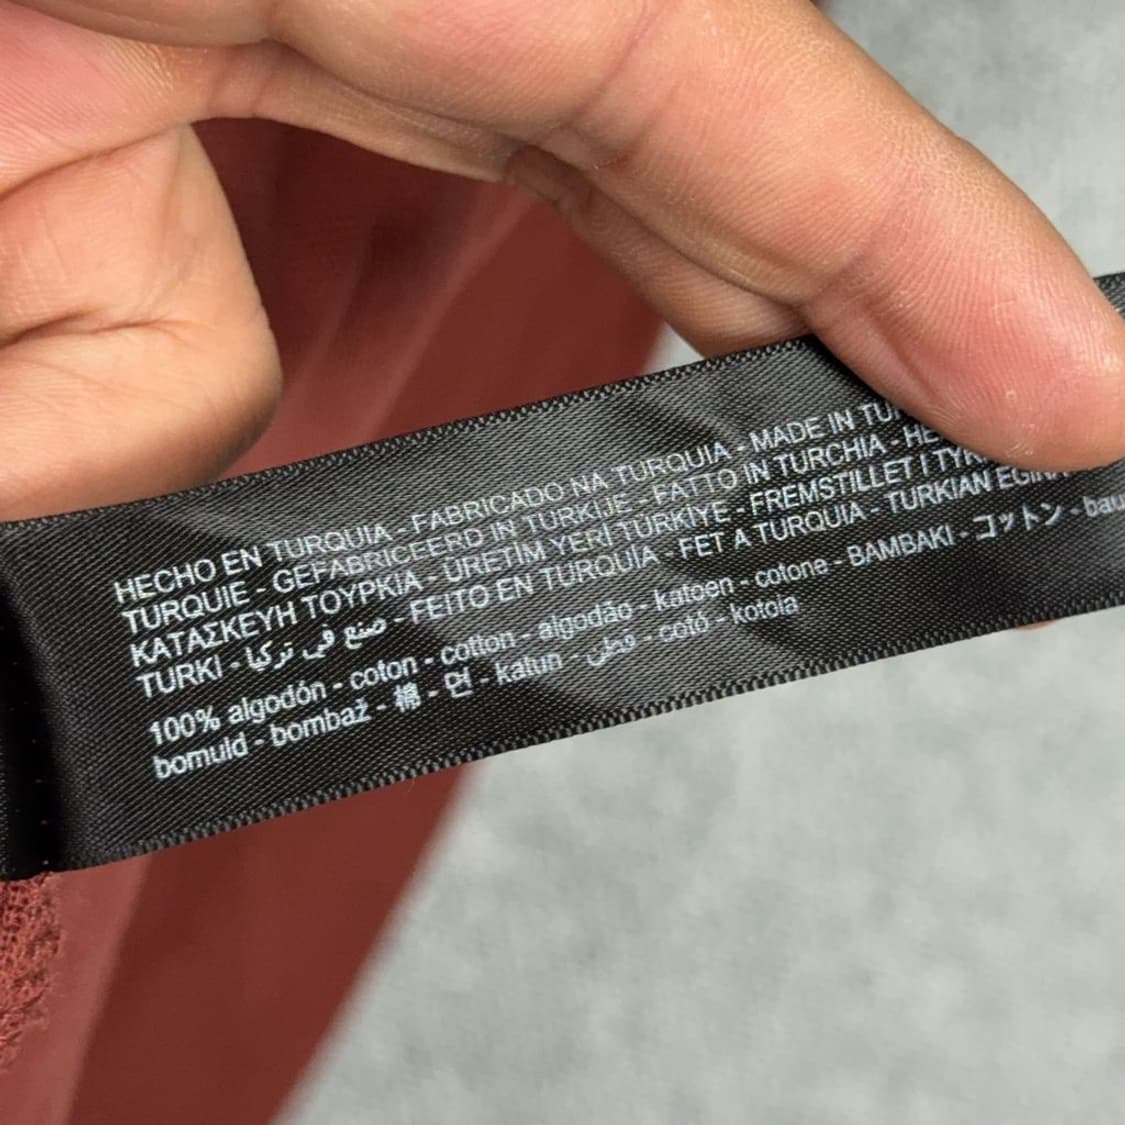 HECHO EN TURQUÍA - FABRICADO NA TURQUIA - MADE IN
TURQUIE - GEFABRICEERD IN TURKIJE - FATTO IN TURCHIA -
ΚΑΤΑΣΚΕΥΗ ΤΟΥΡΚΙΑ - ÜRETİM YERİ TÜRKİYE - FREMSTILLET I
TURKI - صنع في تركيا - FEITO EN TURQUÍA - FET A TURQUIA - TURKIAN
100% algodón - coton - cotton - algodão - katoen - cotone - BAMBAKI - コットン -
bomuld - bombaž - 棉 - 면 - katun - قطن - cotó - kotoia